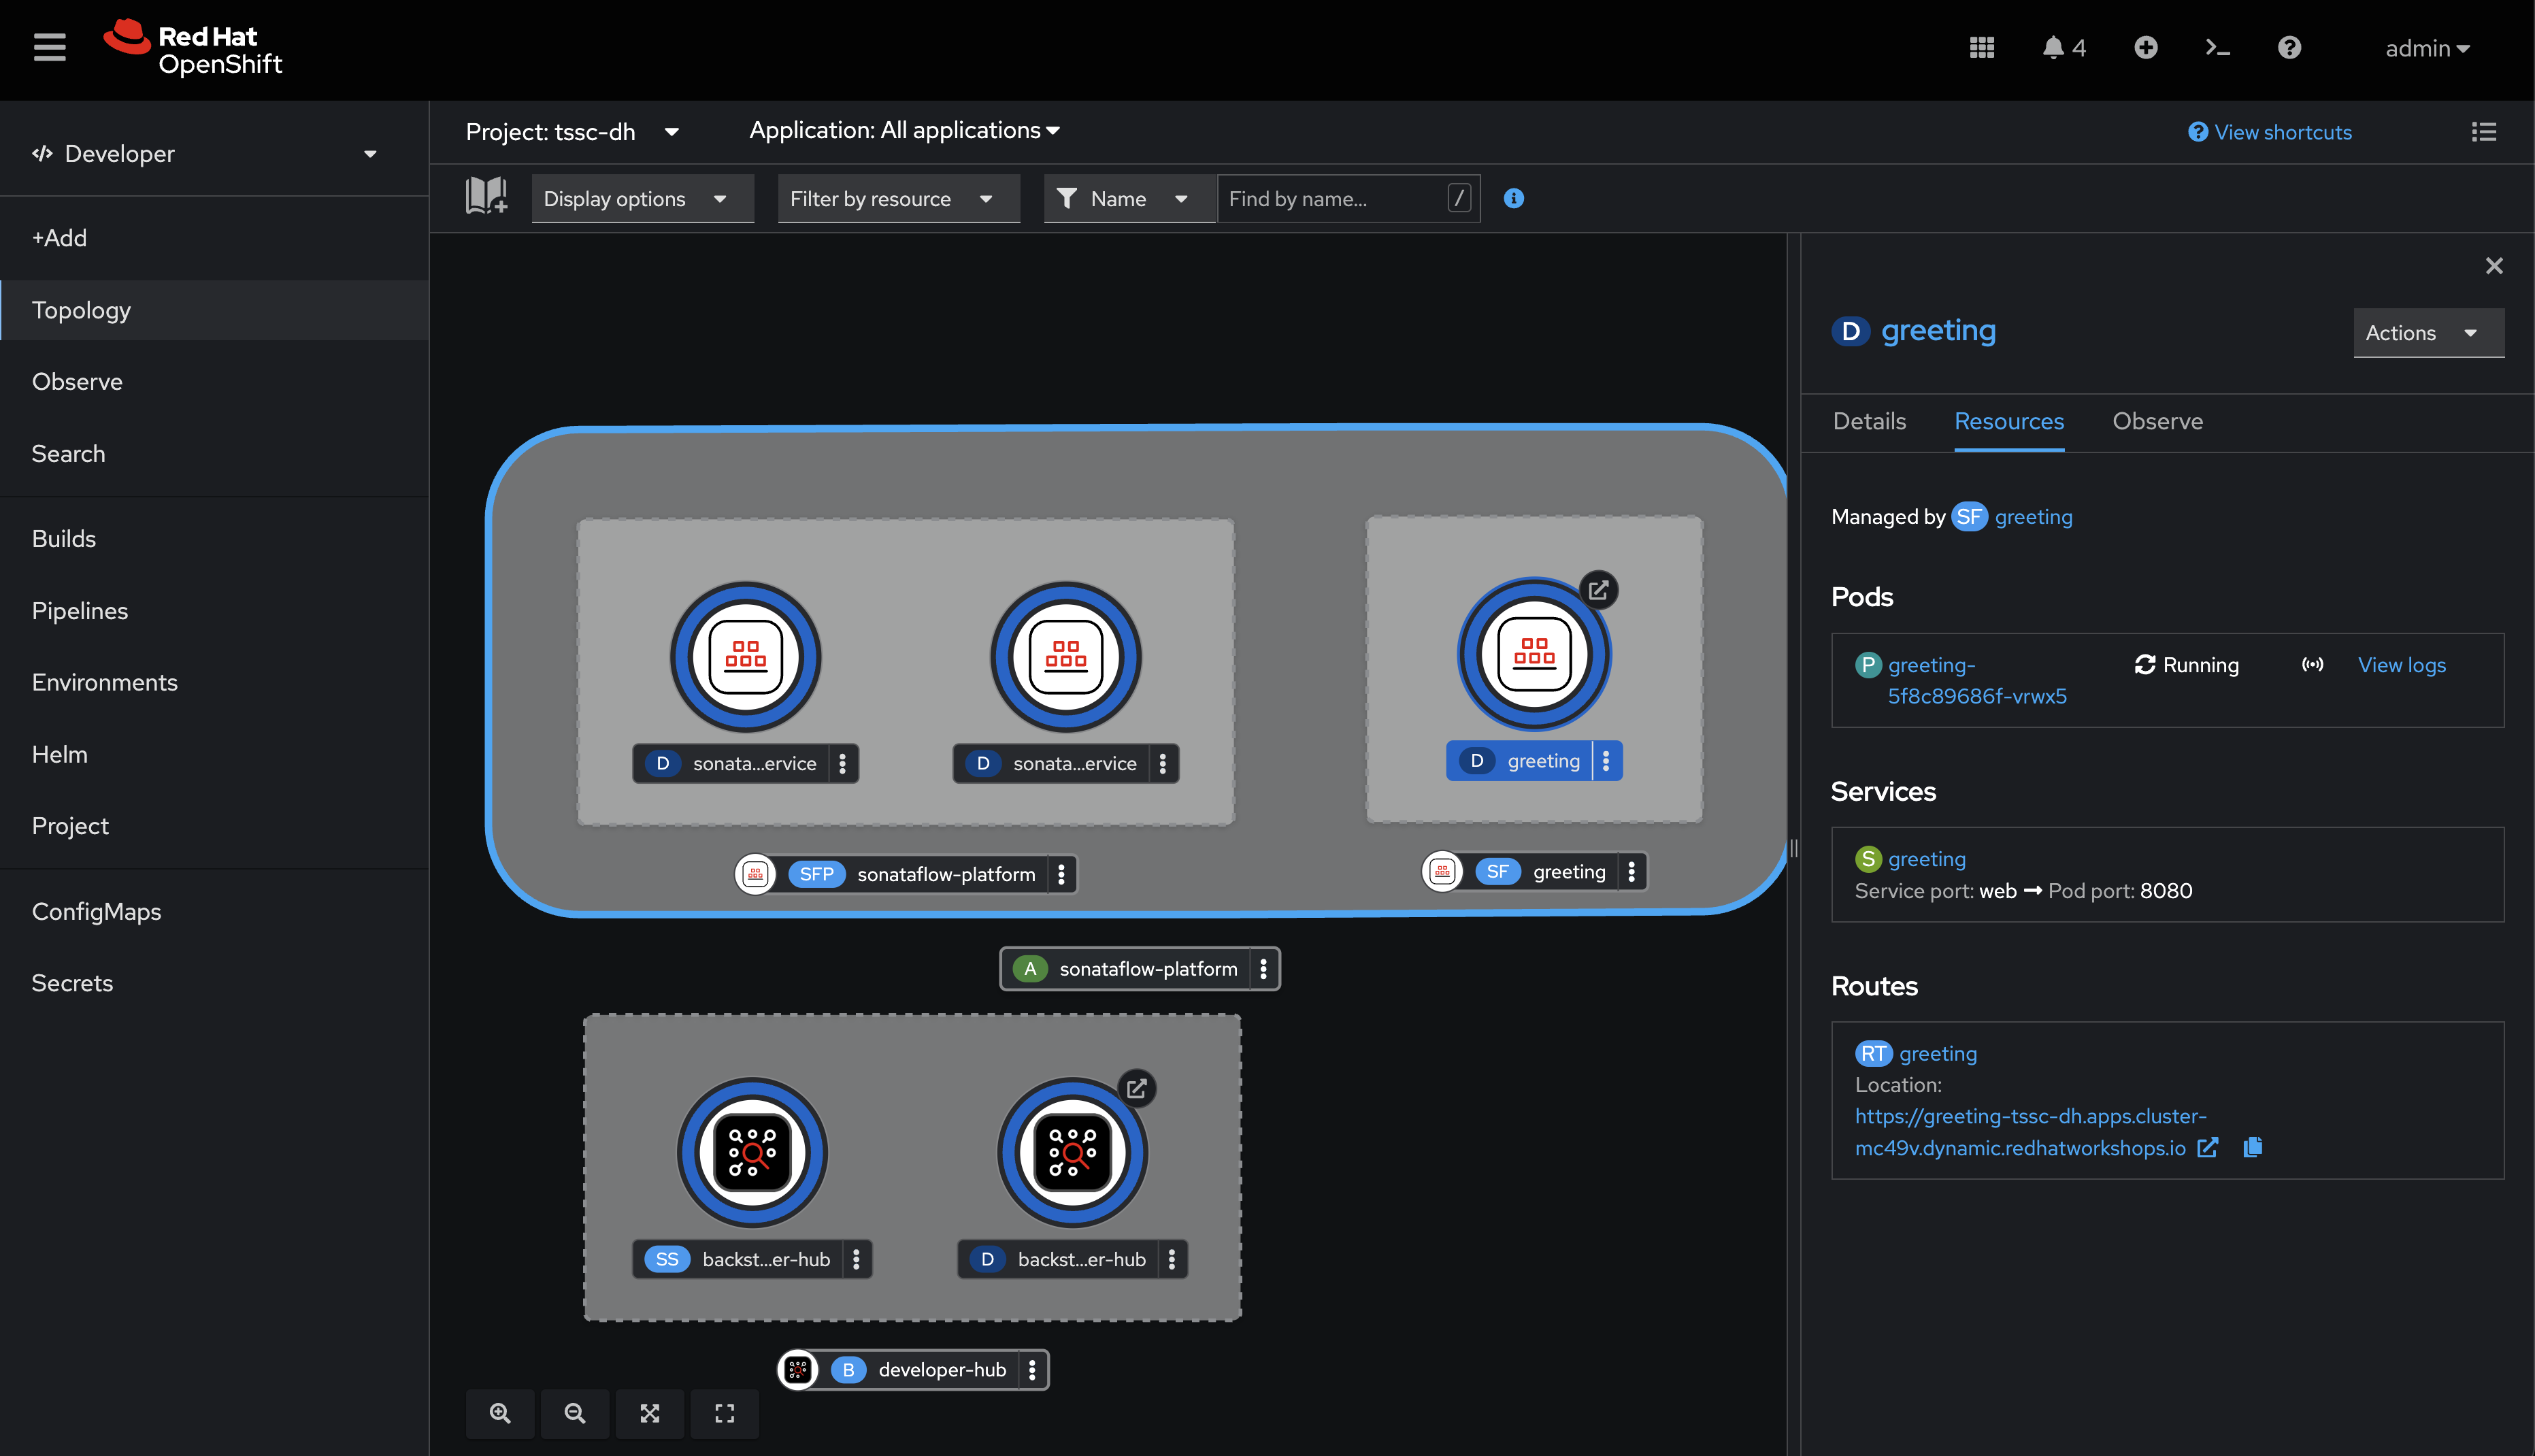 Red Hat
OpenShift
4
admin
Developer
+Add
Topology
Observe
Search
Builds
Pipelines
Environments
Helm
Project
ConfigMaps
Secrets
Project: tssc-dh
Application: All applications
View shortcuts
Display options
Filter by resource
Name
Find by name...
/
D sonata...ervice
D sonata...ervice
D greeting
SFP sonataflow-platform
SF greeting
A sonataflow-platform
SS backst...er-hub
D backst...er-hub
B developer-hub
D greeting
Actions
Details
Resources
Observe
Managed by SF greeting
Pods
P greeting-
5f8c89686f-vrwx5
Running
View logs
Services
S greeting
Service port: web → Pod port: 8080
Routes
RT greeting
Location:
https://greeting-tssc-dh.apps.cluster-
mc49v.dynamic.redhatworkshops.io